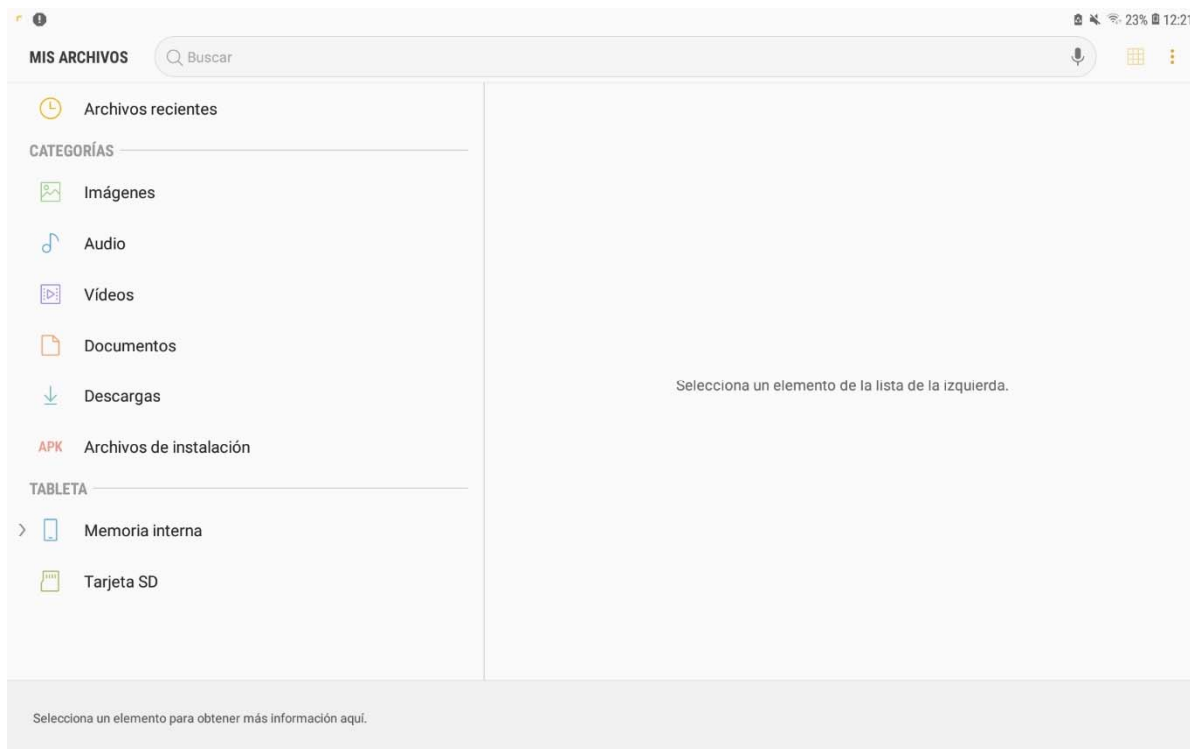 23% 12:21
MIS ARCHIVOS Buscar
Archivos recientes
CATEGORÍAS
Imágenes
Audio
Vídeos
Documentos
Descargas
APK Archivos de instalación
TABLETA
Memoria interna
Tarjeta SD
Selecciona un elemento de la lista de la izquierda.
Selecciona un elemento para obtener más información aquí.